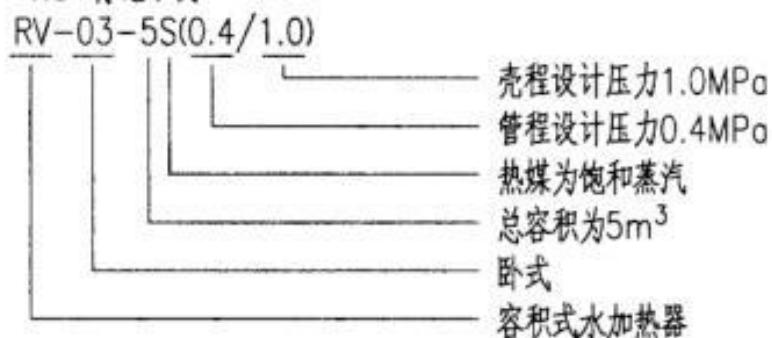 RV-03-5S(0.4/1.0)
壳程设计压力1.0MPa
管程设计压力0.4MPa
热媒为饱和蒸汽
总容积为5m³
卧式
容积式水加热器